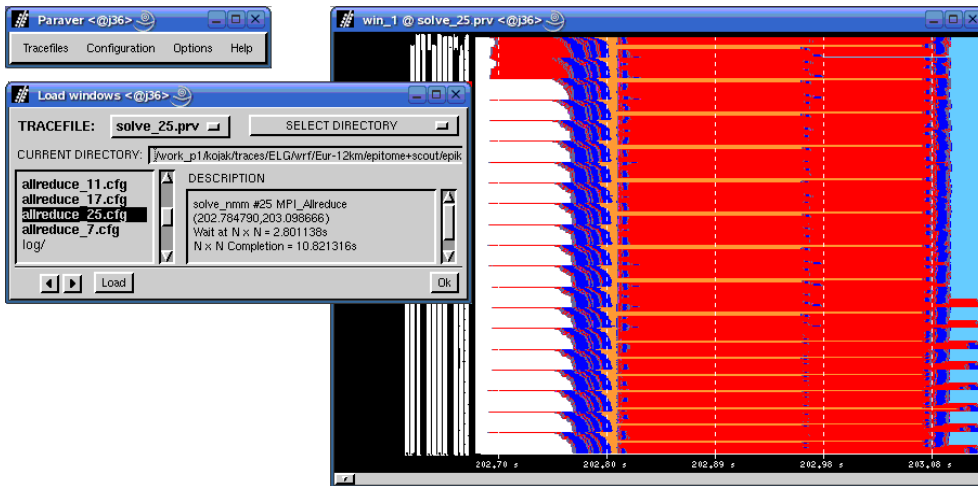 Paraver <@j36>
Tracefiles Configuration Options Help
Load windows <@j36>
TRACEFILE: solve_25.prv SELECT DIRECTORY
CURRENT DIRECTORY: /work_p1/kojak/traces/ELG/wrf/Eur-12km/epitome+scout/epik
allreduce_11.cfg
allreduce_17.cfg
allreduce_25.cfg
allreduce_7.cfg
log/
DESCRIPTION
solve_nmm #25 MPI_Allreduce
(202.784790,203.098666)
Wait at N x N = 2.801138s
N x N Completion = 10.821316s
Load Ok
win_1 @ solve_25.prv <@j36>
202.70 s 202.80 s 202.89 s 202.98 s 203.08 s